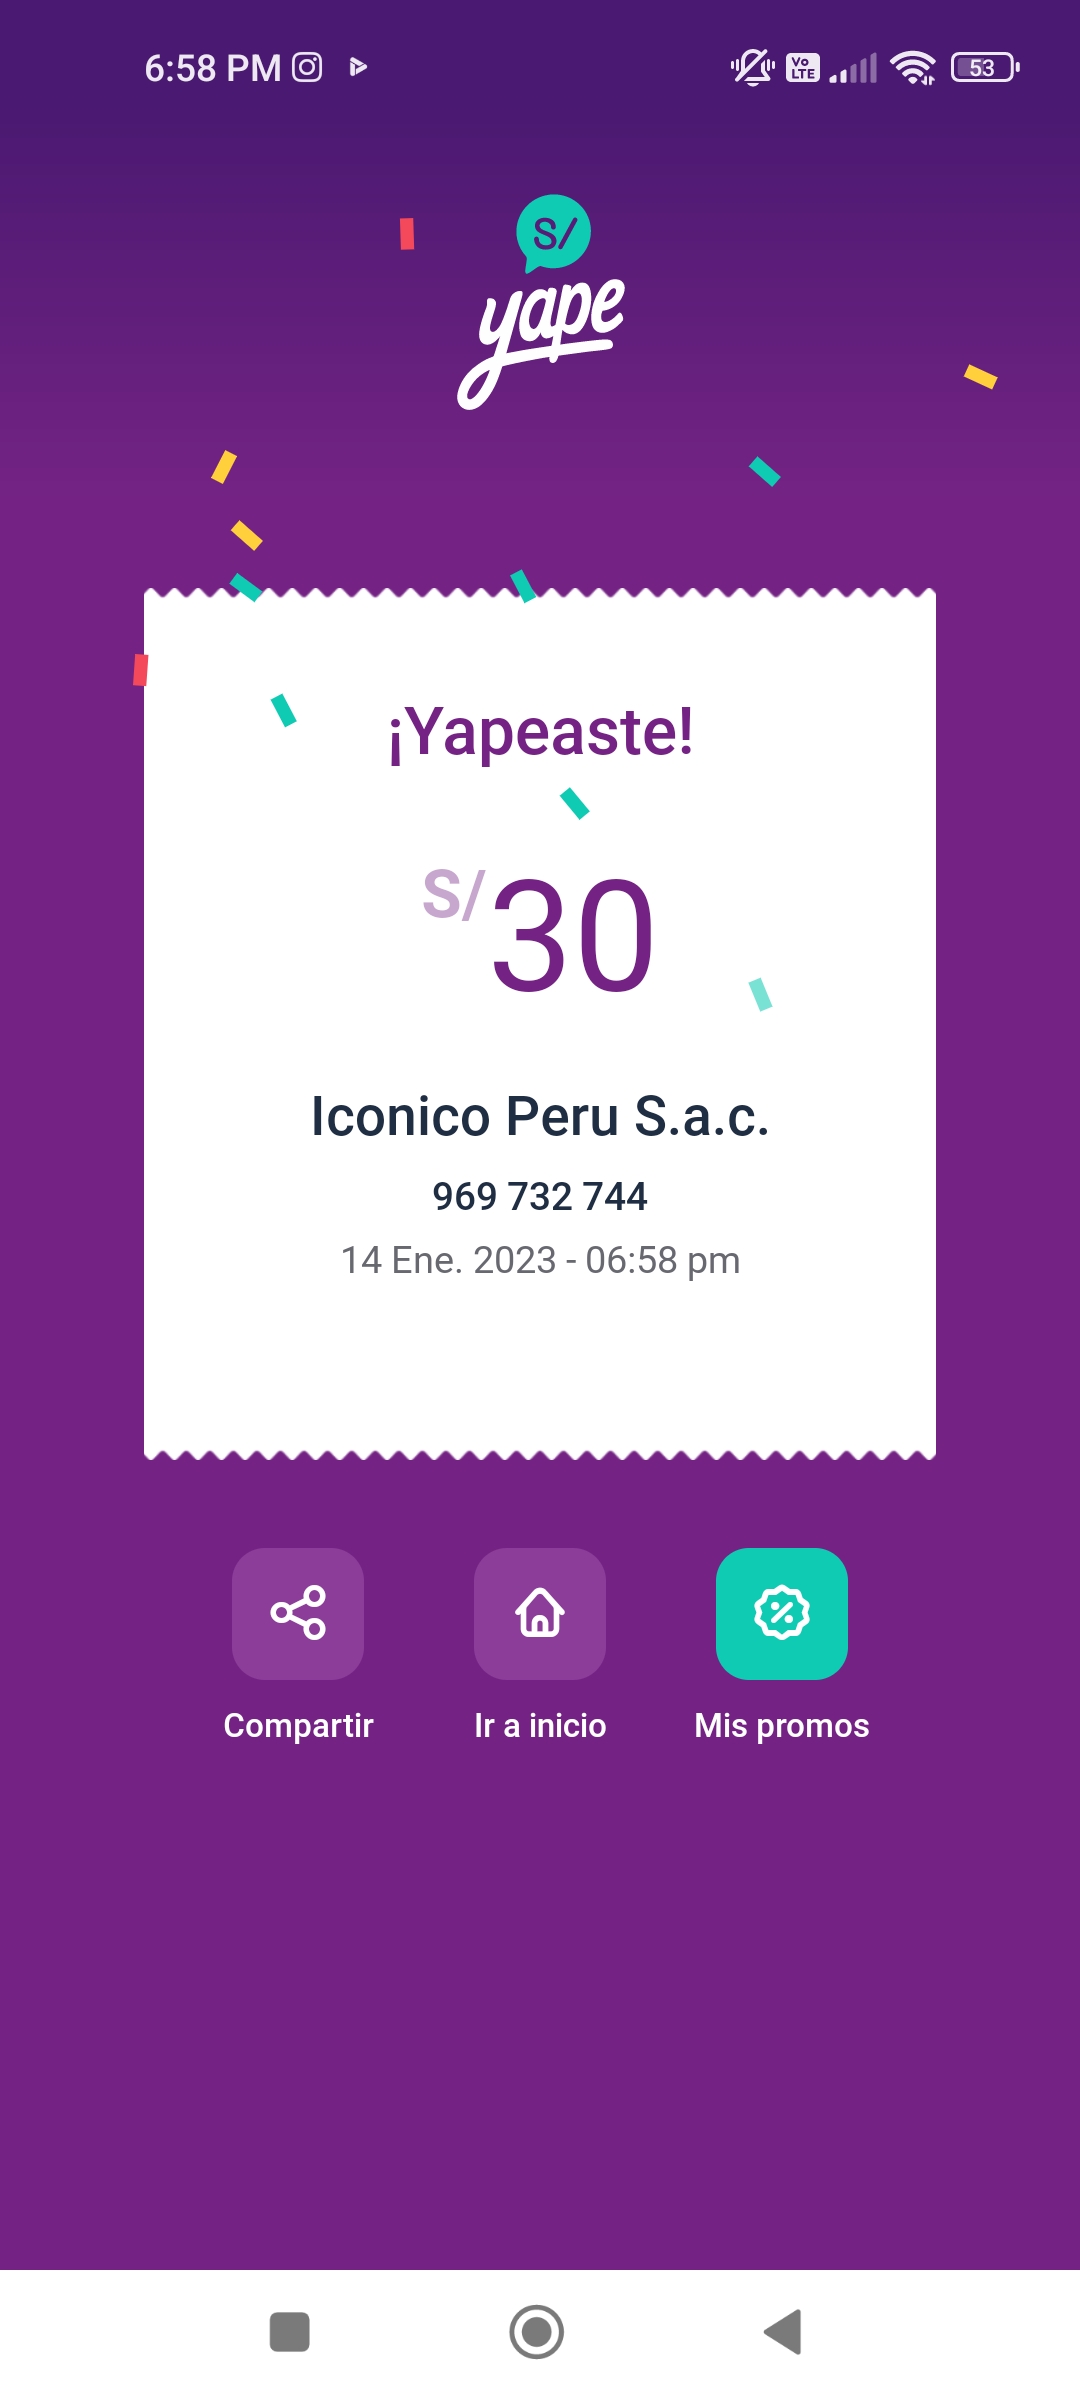 6:58 PM
Vo
LTE
53
S/
yape
¡Yapeaste!
S/30
Iconico Peru S.a.c.
969 732 744
14 Ene. 2023 - 06:58 pm
Compartir
Ir a inicio
Mis promos